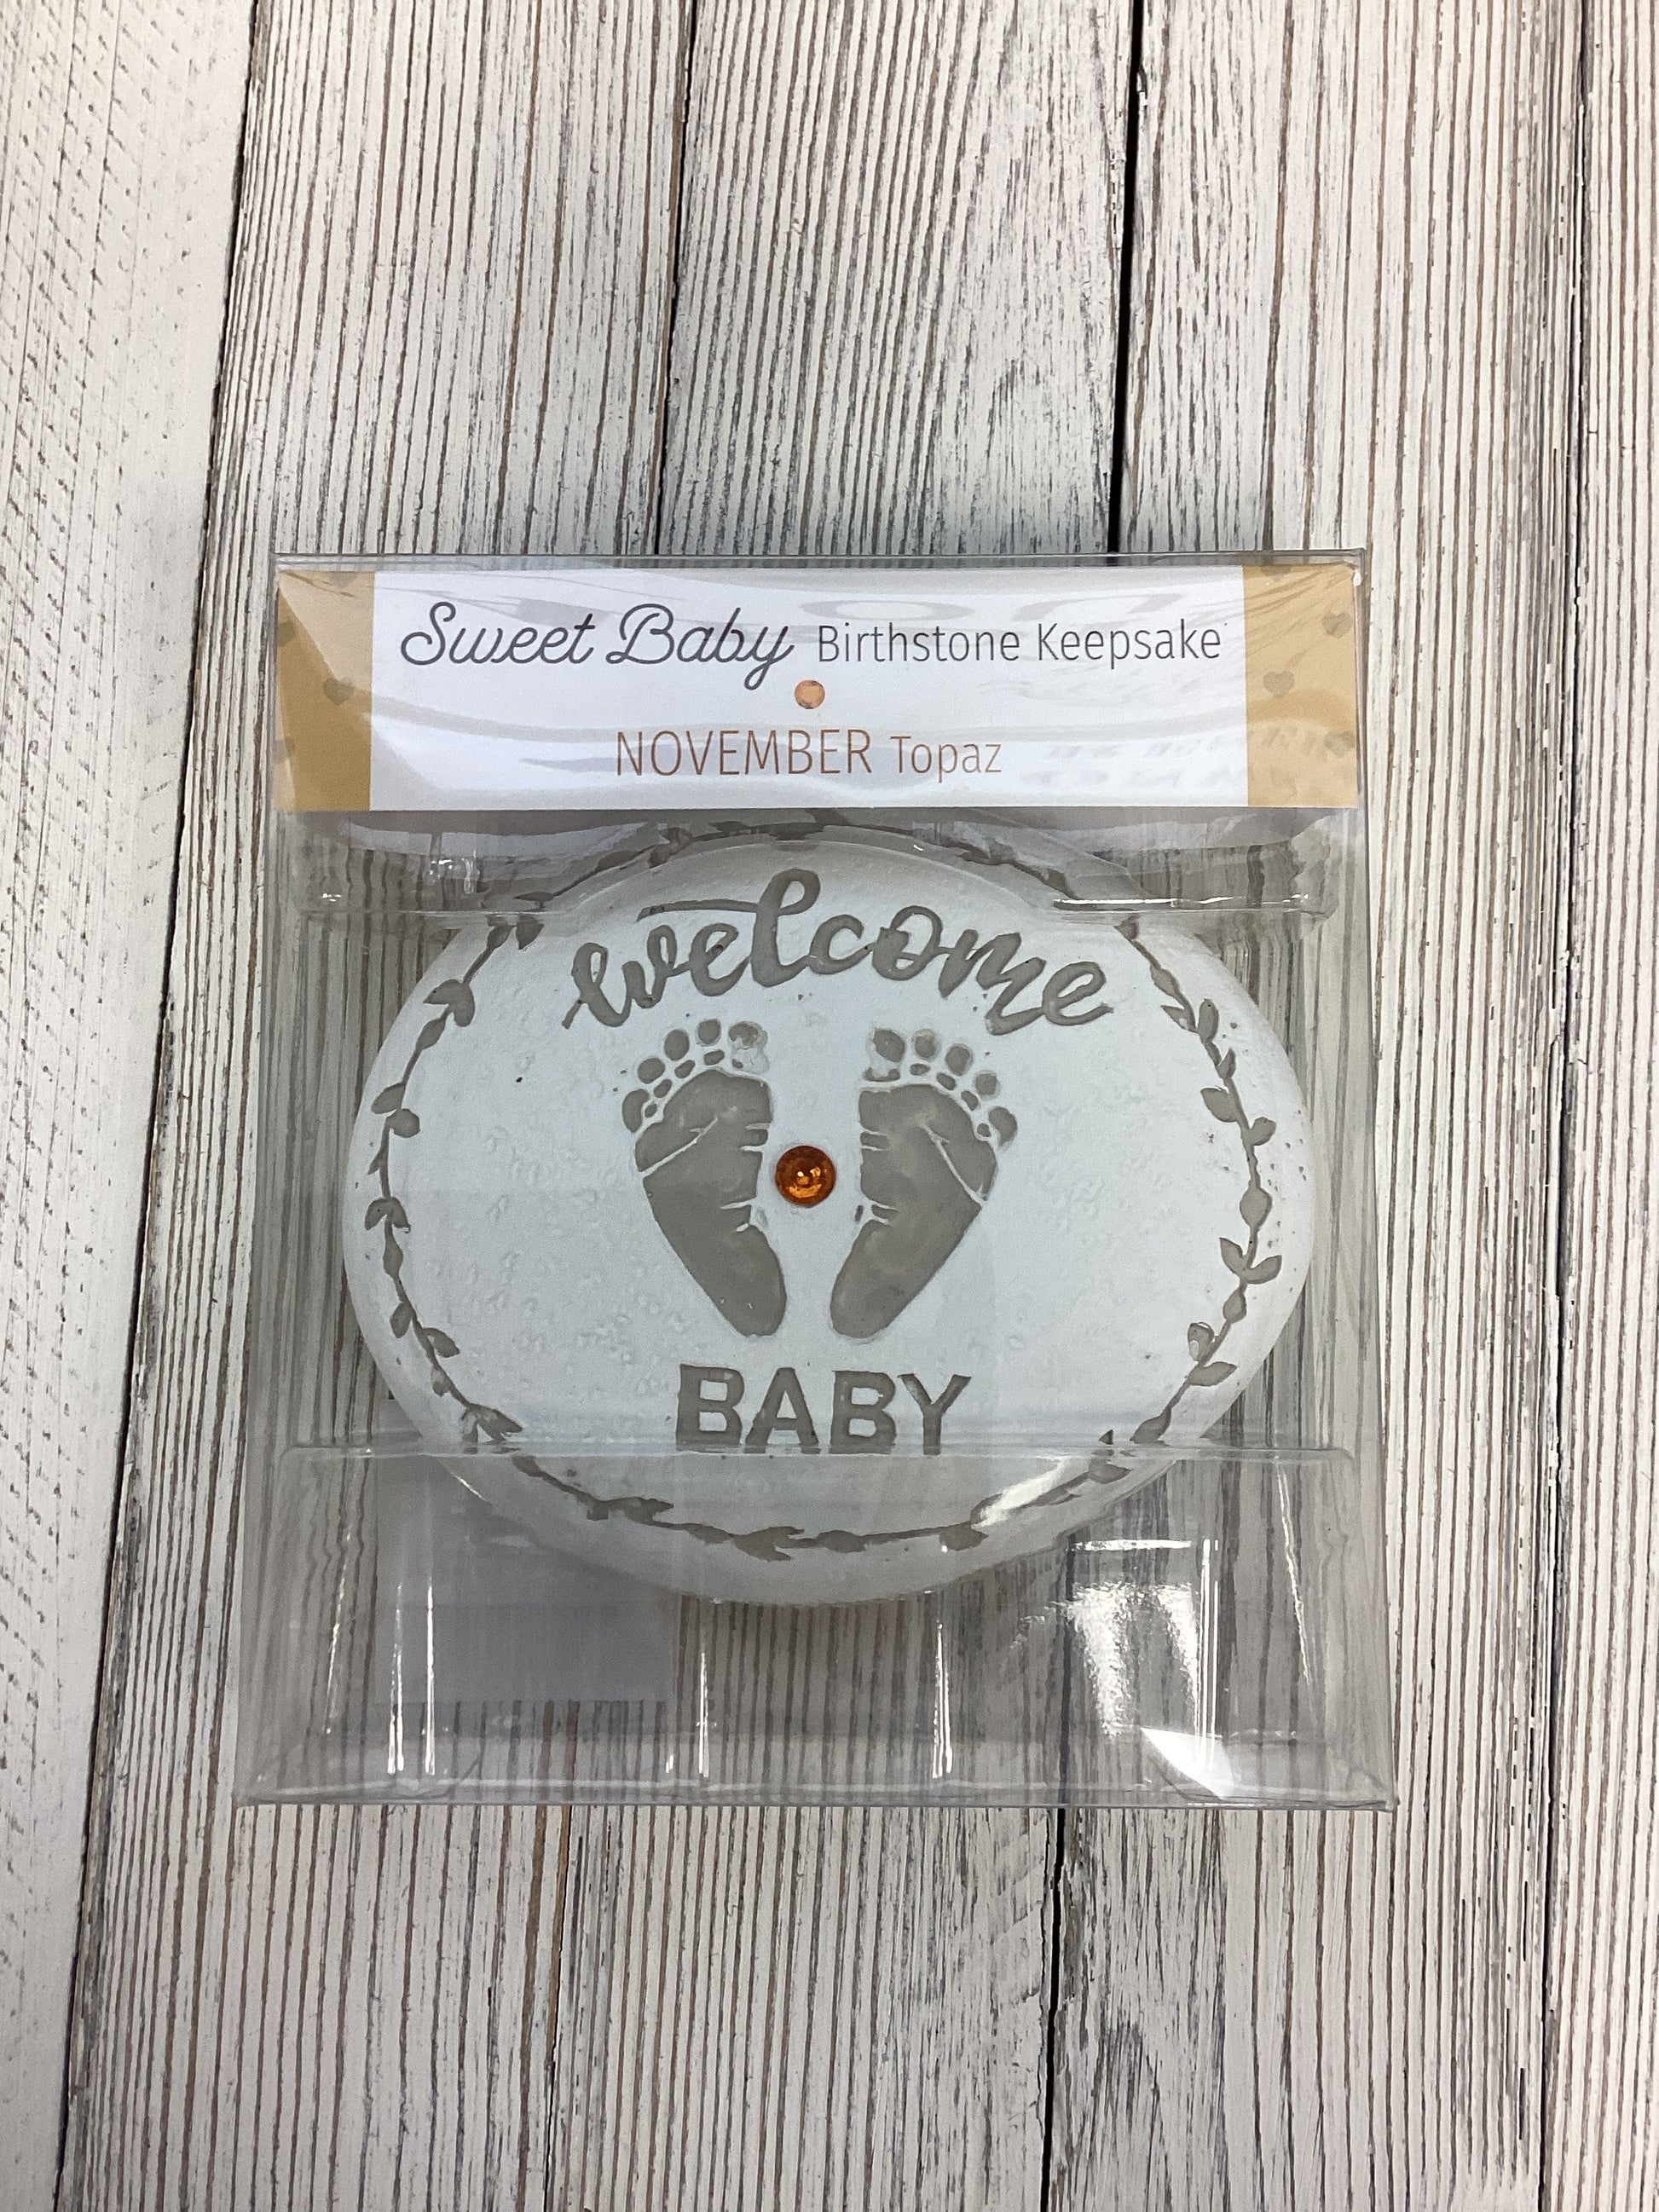 Sweet Baby Birthstone Keepsake
NOVEMBER Topaz
welcome
BABY